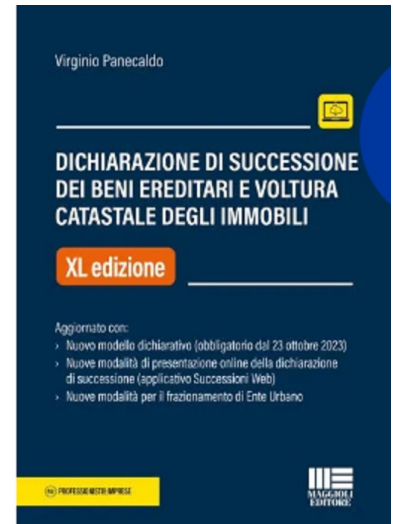 Virginio Panecaldo
DICHIARAZIONE DI SUCCESSIONE
DEI BENI EREDITARI E VOLTURA
CATASTALE DEGLI IMMOBILI
XL edizione
Aggiornato con:
› Nuovo modello dichiarativo (obbligatorio dal 23 ottobre 2023)
› Nuove modalità di presentazione online della dichiarazione
di successione (applicativo Successioni Web)
› Nuove modalità per il frazionamento di Ente Urbano
PROFESSIONISTI IMPRESE
MAGGIOLI
EDITORE